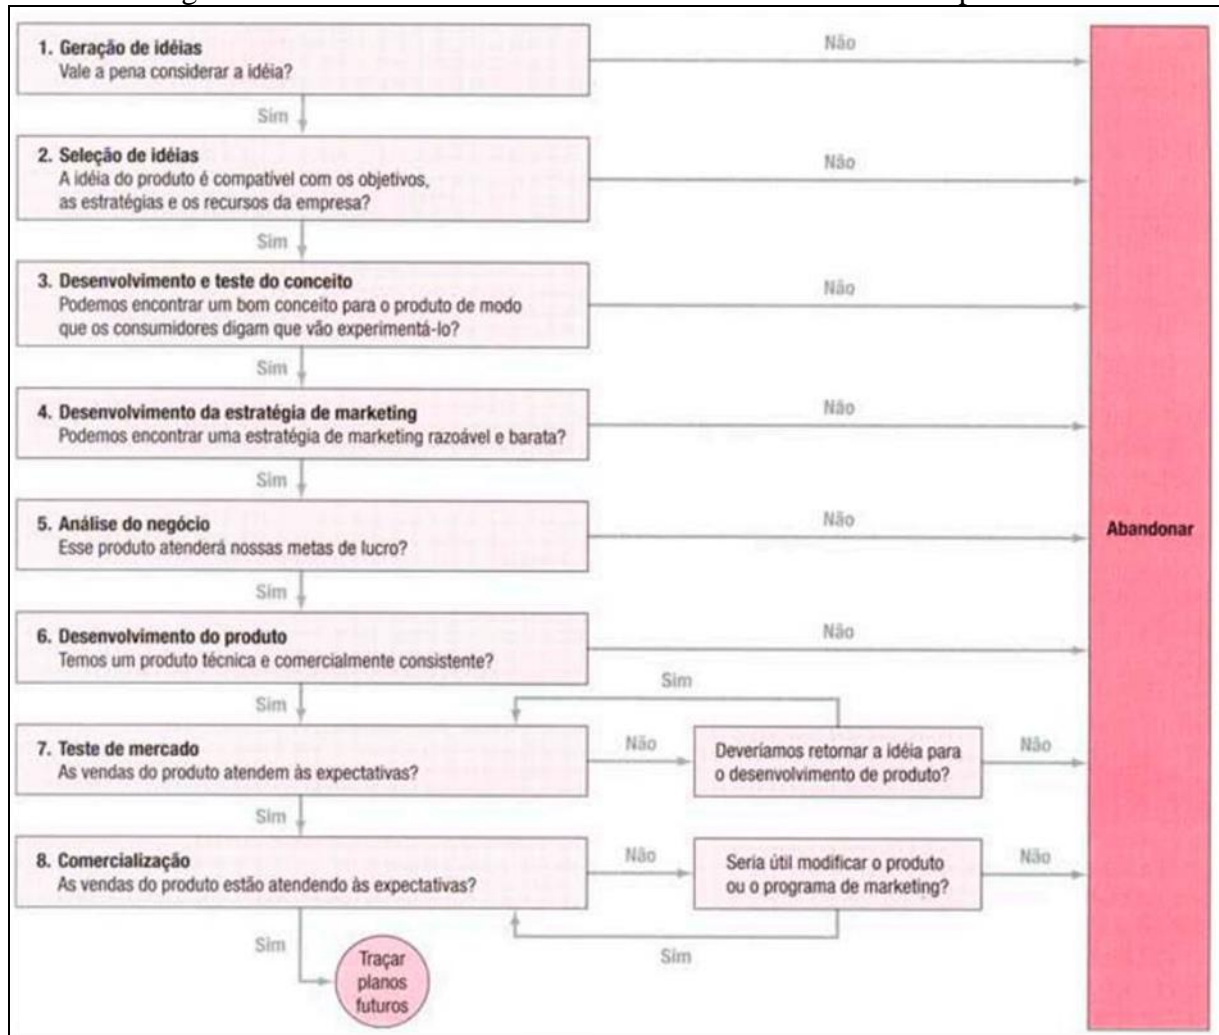 1. Geração de idéias
Vale a pena considerar a idéia?
Não
Sim
2. Seleção de idéias
A idéia do produto é compatível com os objetivos,
as estratégias e os recursos da empresa?
Não
Sim
3. Desenvolvimento e teste do conceito
Podemos encontrar um bom conceito para o produto de modo
que os consumidores digam que vão experimentá-lo?
Não
Sim
4. Desenvolvimento da estratégia de marketing
Podemos encontrar uma estratégia de marketing razoável e barata?
Não
Sim
5. Análise do negócio
Esse produto atenderá nossas metas de lucro?
Não
Abandonar
Sim
6. Desenvolvimento do produto
Temos um produto técnica e comercialmente consistente?
Não
Sim
Sim
7. Teste de mercado
As vendas do produto atendem às expectativas?
Não
Deveríamos retornar a idéia para
o desenvolvimento de produto?
Não
Sim
8. Comercialização
As vendas do produto estão atendendo às expectativas?
Não
Seria útil modificar o produto
ou o programa de marketing?
Não
Sim
Sim
Traçar
planos
futuros